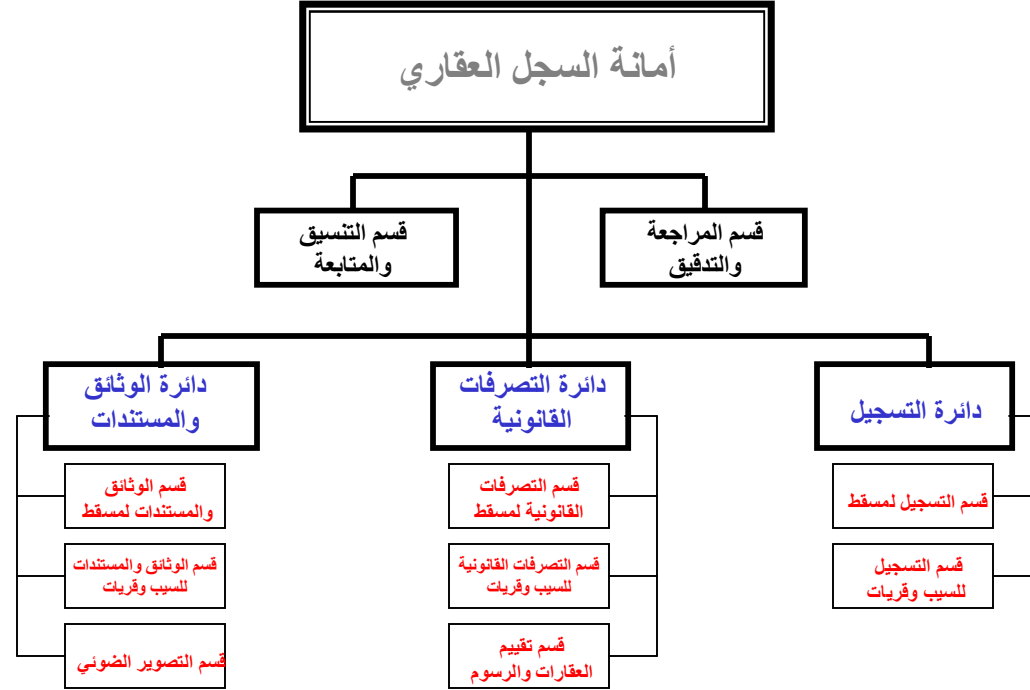 أمانة السجل العقاري
قسم المراجعة
والتدقيق
قسم التنسيق
والمتابعة
دائرة التسجيل
قسم التسجيل لمسقط
قسم التسجيل
للسيب وقريات
دائرة التصرفات
القانونية
قسم التصرفات
القانونية لمسقط
قسم التصرفات القانونية
للسيب وقريات
قسم تقييم
العقارات والرسوم
دائرة الوثائق
والمستندات
قسم الوثائق
والمستندات لمسقط
قسم الوثائق والمستندات
للسيب وقريات
قسم التصوير الضوئي